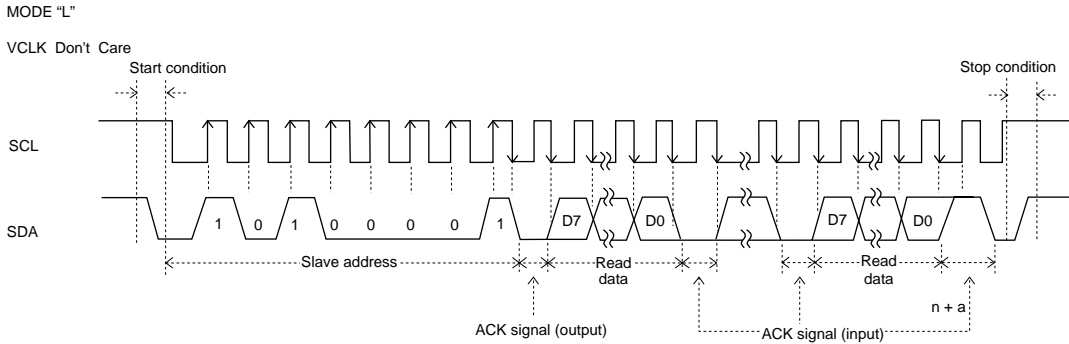 MODE “L”
VCLK Don't Care
Start condition
Stop condition
SCL
SDA
1 0 1 0 0 0 0 1 D7 D0 D7 D0
Slave address
Read data
Read data
n + a
ACK signal (output)
ACK signal (input)